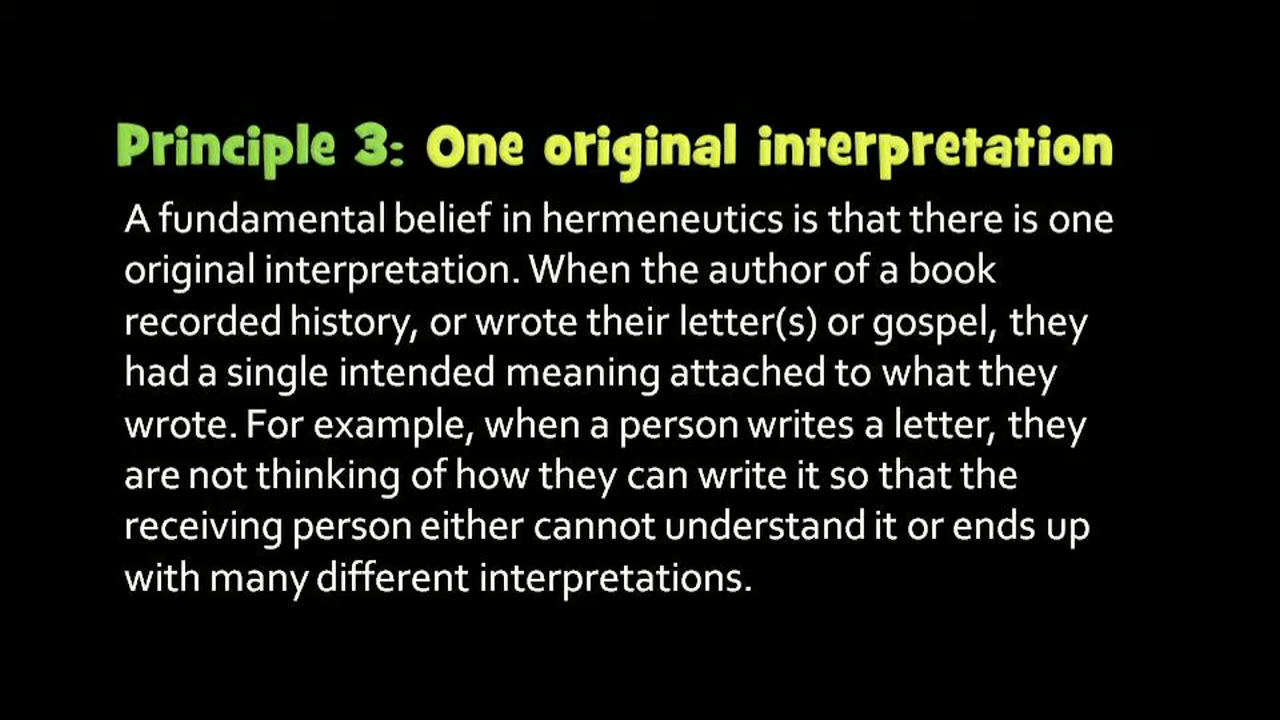 Principle 3: One original interpretation
A fundamental belief in hermeneutics is that there is one
original interpretation. When the author of a book
recorded history, or wrote their letter(s) or gospel, they
had a single intended meaning attached to what they
wrote. For example, when a person writes a letter, they
are not thinking of how they can write it so that the
receiving person either cannot understand it or ends up
with many different interpretations.